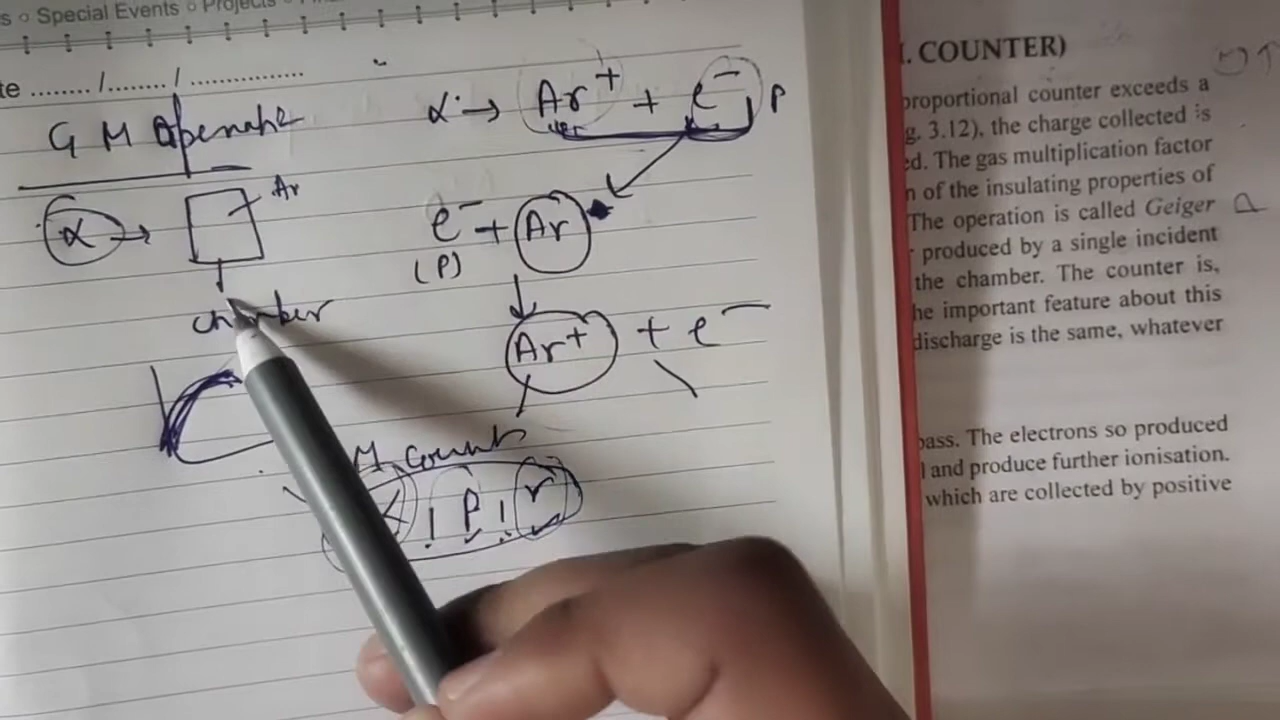 s ○ Special Events ○ Projects ○
te ......../......../ ................
G M
α → Ar⁺ + e⁻ P
α → Ar
e⁻ + Ar
(P)
chamber
Ar⁺ + e⁻
M Counts
! P ! r
. COUNTER)
proportional counter exceeds a
g. 3.12), the charge collected is
ed. The gas multiplication factor
n of the insulating properties of
The operation is called Geiger
produced by a single incident
the chamber. The counter is,
he important feature about this
discharge is the same, whatever
pass. The electrons so produced
l and produce further ionisation.
which are collected by positive